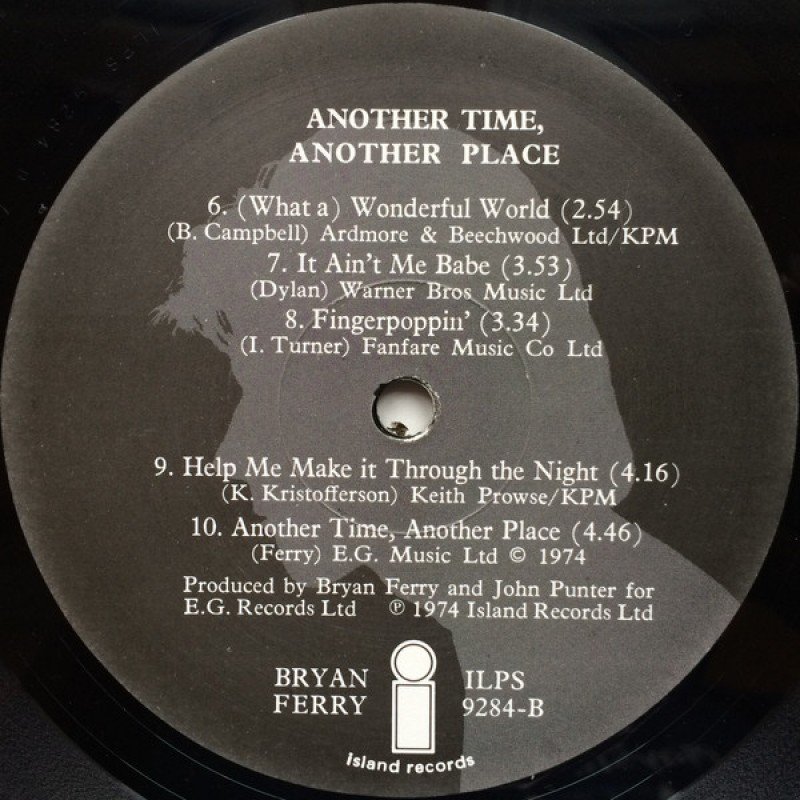 ANOTHER TIME,
ANOTHER PLACE
6. (What a) Wonderful World (2.54)
(B. Campbell) Ardmore & Beechwood Ltd/KPM
7. It Ain't Me Babe (3.53)
(Dylan) Warner Bros Music Ltd
8. Fingerpoppin' (3.34)
(I. Turner) Fanfare Music Co Ltd
9. Help Me Make it Through the Night (4.16)
(K. Kristofferson) Keith Prowse/KPM
10. Another Time, Another Place (4.46)
(Ferry) E.G. Music Ltd © 1974
Produced by Bryan Ferry and John Punter for
E.G. Records Ltd ℗ 1974 Island Records Ltd
BRYAN ILPS
FERRY 9284-B
island records